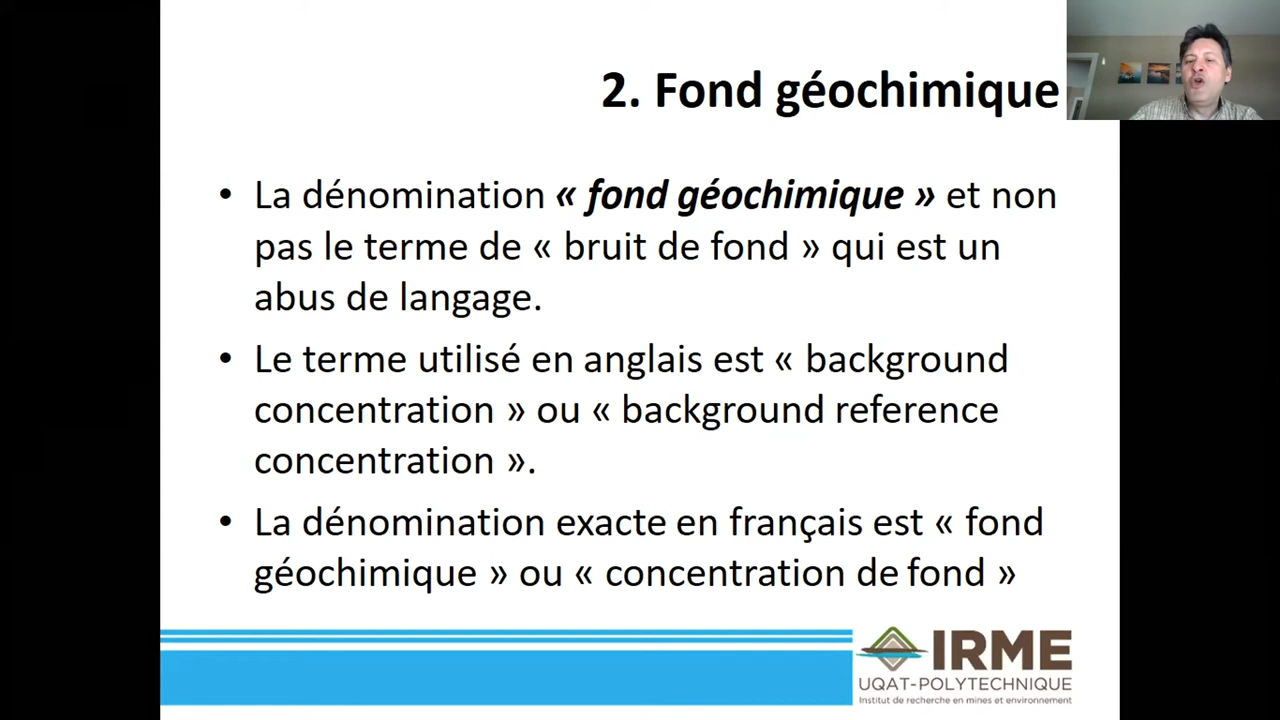 2. Fond géochimique
• La dénomination « fond géochimique » et non
pas le terme de « bruit de fond » qui est un
abus de langage.
• Le terme utilisé en anglais est « background
concentration » ou « background reference
concentration ».
• La dénomination exacte en français est « fond
géochimique » ou « concentration de fond »
IRME
UQAT-POLYTECHNIQUE
Institut de recherche en mines et environnement